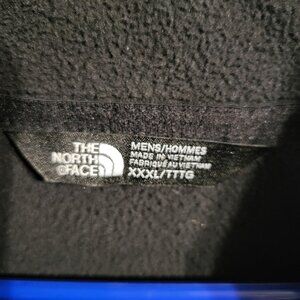 THE
NORTH
FACE
MENS/HOMMES
MADE IN VIETNAM
FABRIQUÉ AU VIETNAM
XXXL/TTTG